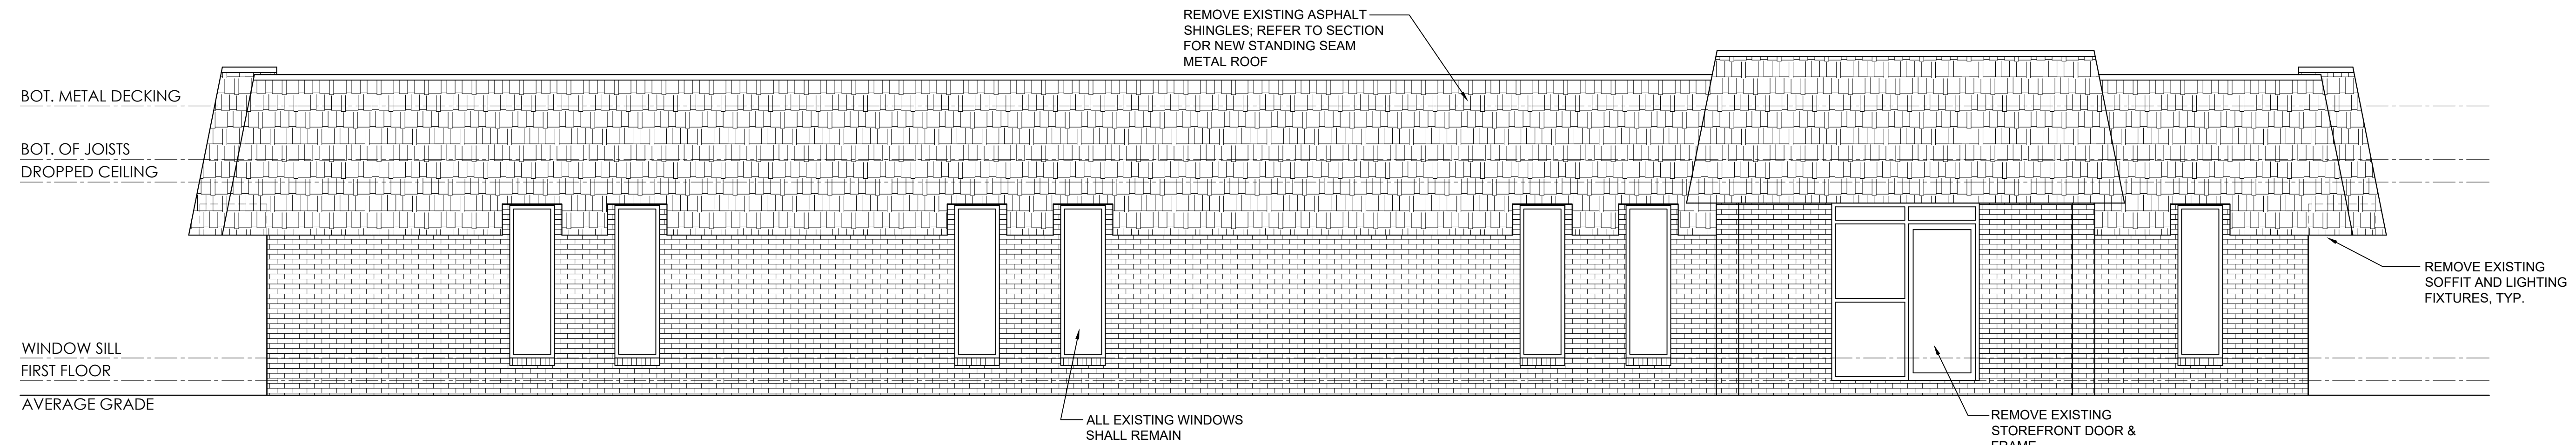 REMOVE EXISTING ASPHALT
SHINGLES; REFER TO SECTION
FOR NEW STANDING SEAM
METAL ROOF
BOT. METAL DECKING
BOT. OF JOISTS
DROPPED CEILING
REMOVE EXISTING
SOFFIT AND LIGHTING
FIXTURES, TYP.
WINDOW SILL
FIRST FLOOR
AVERAGE GRADE
ALL EXISTING WINDOWS
SHALL REMAIN
REMOVE EXISTING
STOREFRONT DOOR &
FRAME